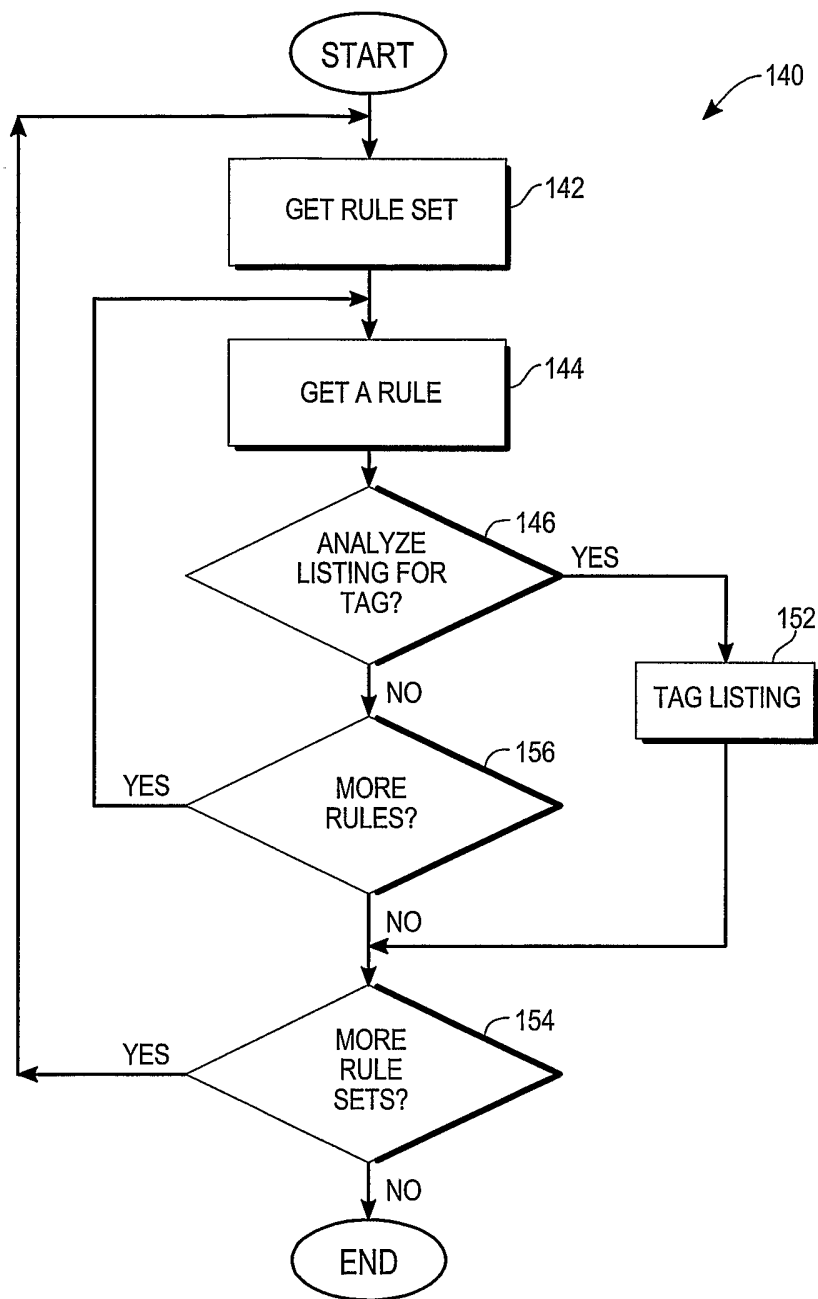 START
140
GET RULE SET
142
GET A RULE
144
ANALYZE
LISTING FOR
TAG?
146
YES
152
TAG LISTING
NO
YES
MORE
RULES?
156
NO
YES
MORE
RULE
SETS?
154
NO
END